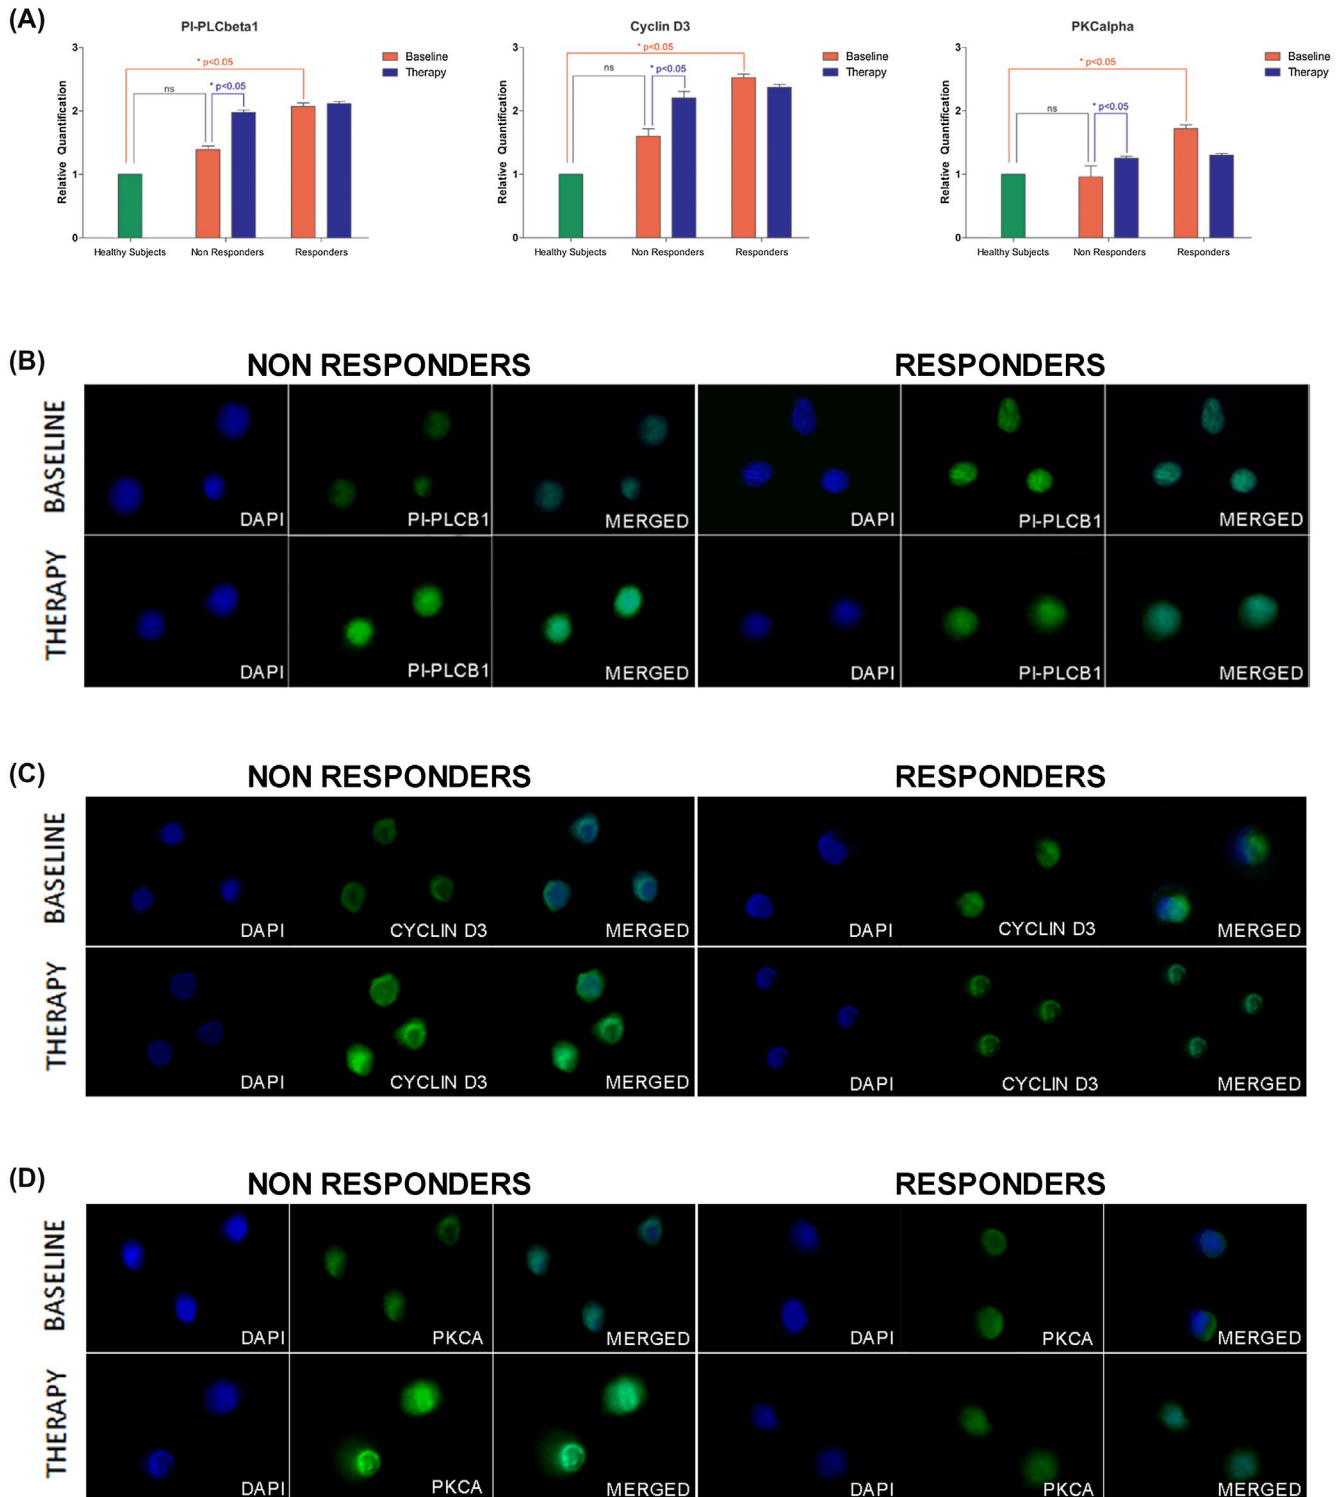 (A)
PI-PLCbeta1
Relative Quantification
3
2
1
0
* p<0.05
ns
* p<0.05
Healthy Subjects
Non Responders
Responders
Baseline
Therapy
Cyclin D3
Relative Quantification
3
2
1
0
* p<0.05
ns
* p<0.05
Healthy Subjects
Non Responders
Responders
Baseline
Therapy
PKCalpha
Relative Quantification
3
2
1
0
* p<0.05
ns
* p<0.05
Healthy Subjects
Non Responders
Responders
Baseline
Therapy
(B)
NON RESPONDERS
RESPONDERS
BASELINE
DAPI
PI-PLCB1
MERGED
DAPI
PI-PLCB1
MERGED
THERAPY
DAPI
PI-PLCB1
MERGED
DAPI
PI-PLCB1
MERGED
(C)
NON RESPONDERS
RESPONDERS
BASELINE
DAPI
CYCLIN D3
MERGED
DAPI
CYCLIN D3
MERGED
THERAPY
DAPI
CYCLIN D3
MERGED
DAPI
CYCLIN D3
MERGED
(D)
NON RESPONDERS
RESPONDERS
BASELINE
DAPI
PKCA
MERGED
DAPI
PKCA
MERGED
THERAPY
DAPI
PKCA
MERGED
DAPI
PKCA
MERGED